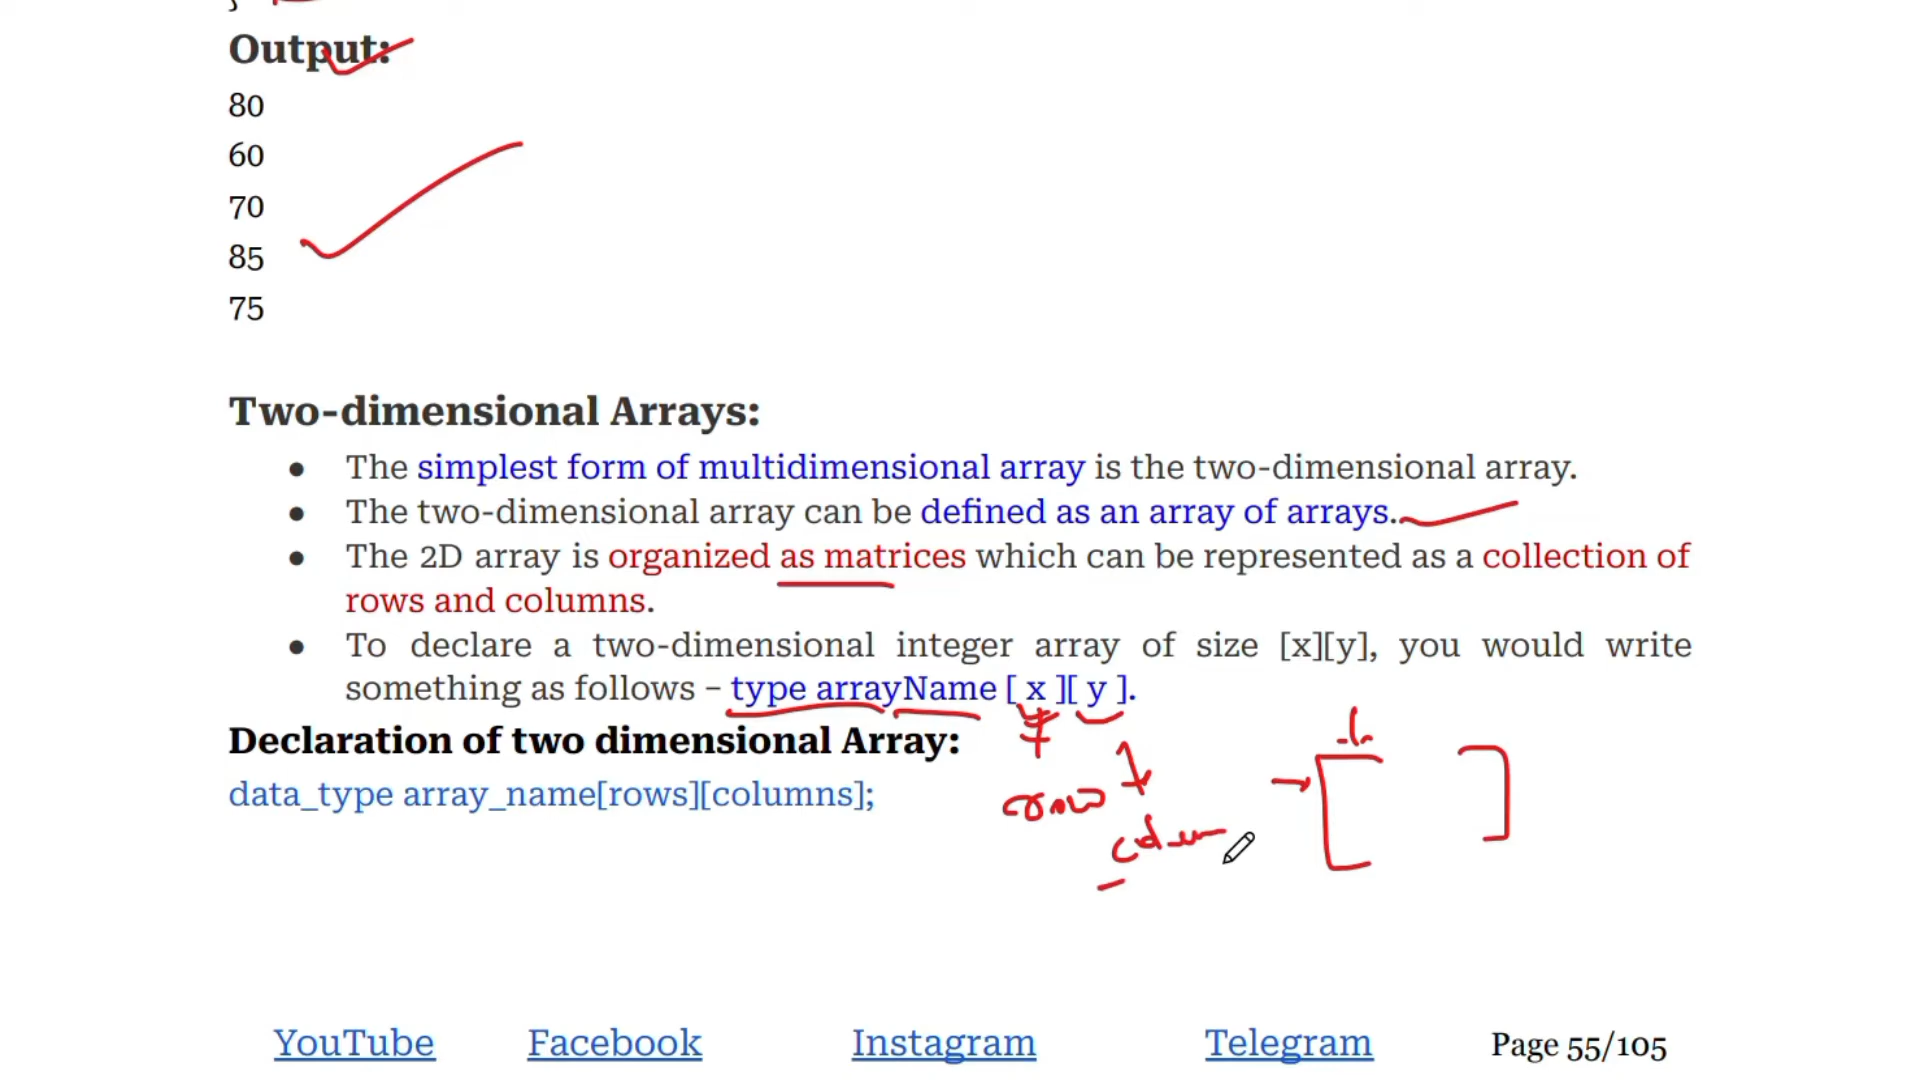 Output:
80
60
70
85
75
Two-dimensional Arrays:
● The simplest form of multidimensional array is the two-dimensional array.
● The two-dimensional array can be defined as an array of arrays.
● The 2D array is organized as matrices which can be represented as a collection of
rows and columns.
● To declare a two-dimensional integer array of size [x][y], you would write
something as follows – type arrayName [ x ][ y ].
Declaration of two dimensional Array:
data_type array_name[rows][columns];
row
YouTube Facebook Instagram Telegram Page 55/105